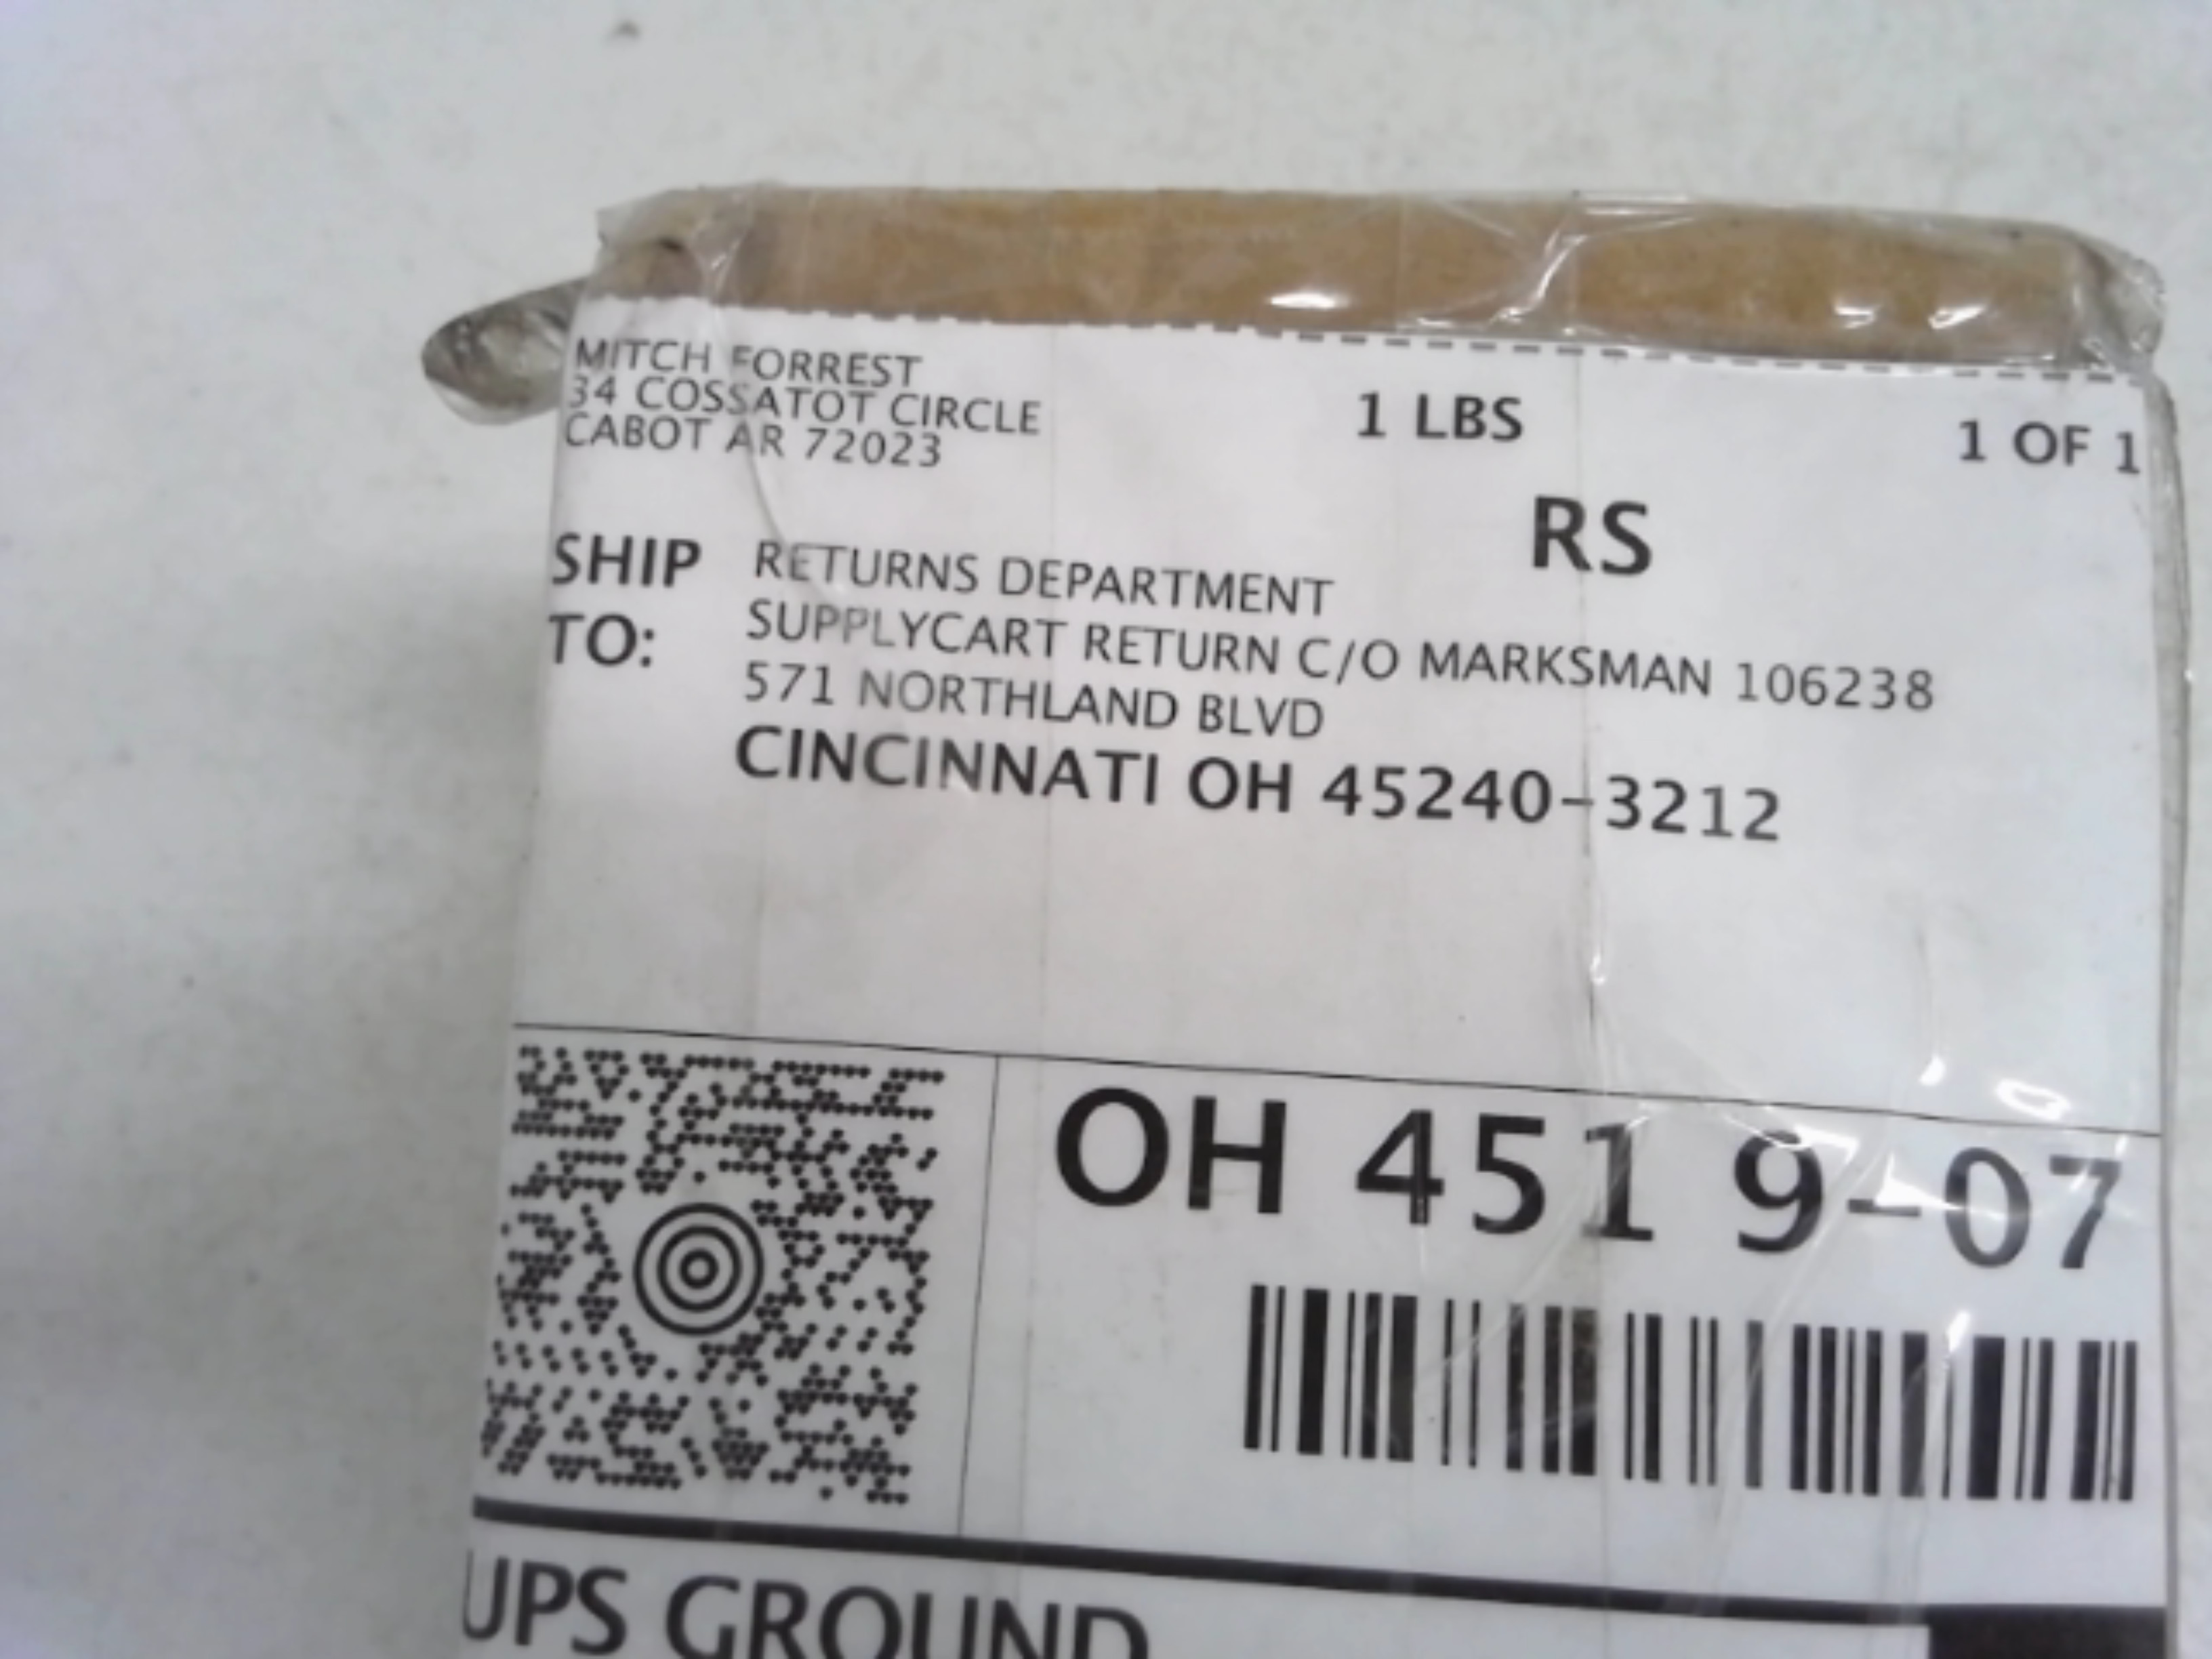 MITCH FORREST
34 COSSATOT CIRCLE
CABOT AR 72023
1 LBS
1 OF 1
RS
SHIP TO:
RETURNS DEPARTMENT
SUPPLYCART RETURN C/O MARKSMAN 106238
571 NORTHLAND BLVD
CINCINNATI OH 45240-3212
OH 451 9-07
UPS GROUND